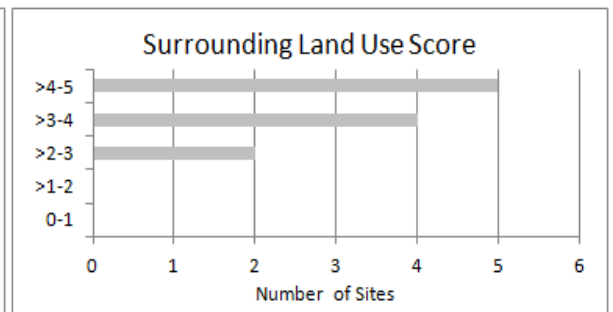 Surrounding Land Use Score
>4-5
>3-4
>2-3
>1-2
0-1
0 1 2 3 4 5 6
Number of Sites